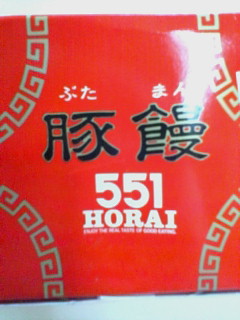 ぶた まん
豚饅
551
HORAI
ENJOY THE REAL TASTE OF GOOD EATING.